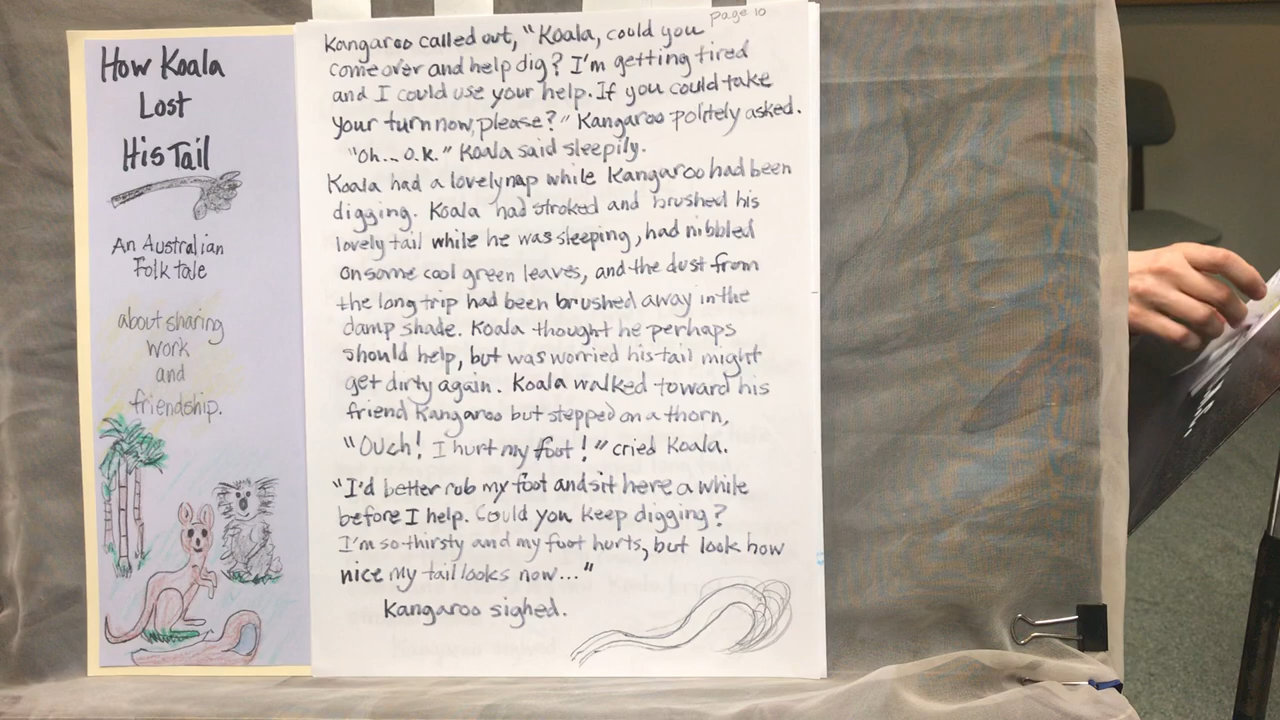 How Koala
Lost
His Tail
An Australian
Folk tale
about sharing
work
and
friendship.
page 10
Kangaroo called out, "Koala, could you
come over and help dig? I'm getting tired
and I could use your help. If you could take
your turn now, please?" Kangaroo politely asked.
"Oh... O.K." Koala said sleepily.
Koala had a lovely nap while Kangaroo had been
digging. Koala had stroked and brushed his
lovely tail while he was sleeping, had nibbled
on some cool green leaves, and the dust from
the long trip had been brushed away in the
damp shade. Koala thought he perhaps
should help, but was worried his tail might
get dirty again. Koala walked toward his
friend Kangaroo but stepped on a thorn,
"Ouch! I hurt my foot!" cried Koala.
"I'd better rub my foot and sit here a while
before I help. Could you keep digging?
I'm so thirsty and my foot hurts, but look how
nice my tail looks now..."
Kangaroo sighed.